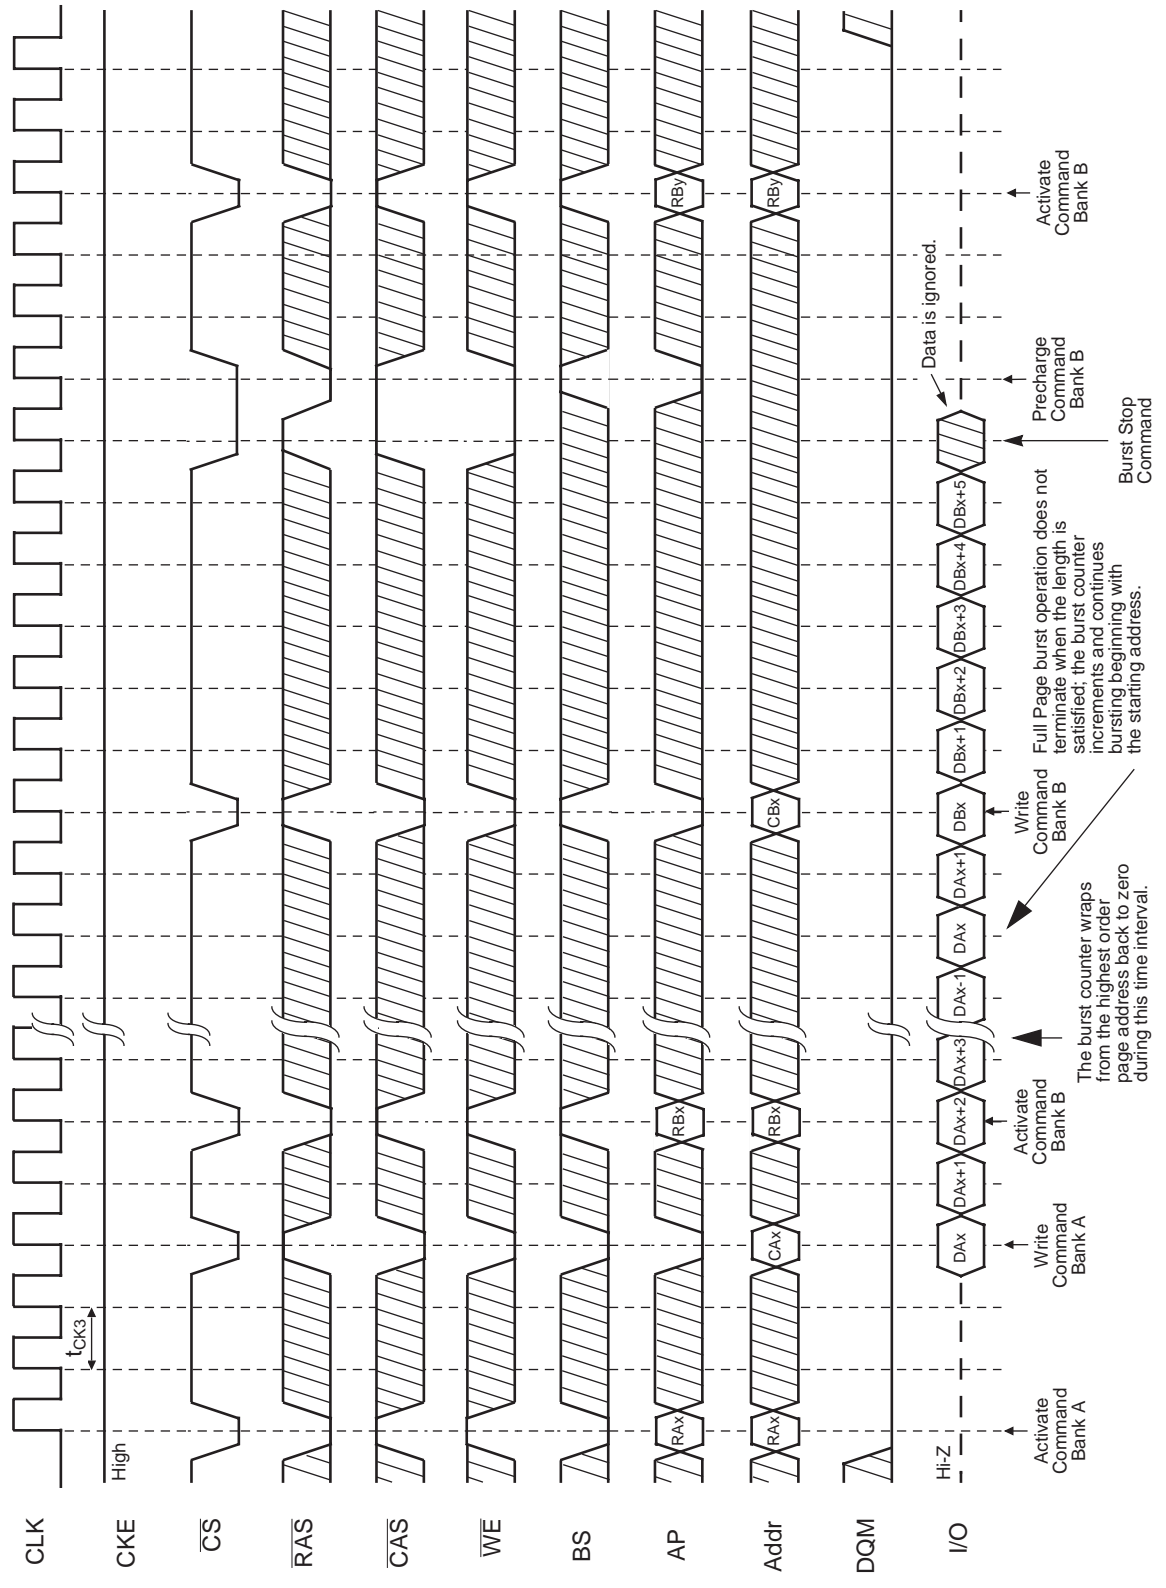 CLK
tCK3
CKE
High
CS
RAS
CAS
WE
BS
AP
RAx
RBx
RBy
Addr
RAx
CAx
RBx
CBx
RBy
DQM
I/O
Hi-Z
DAx
DAx+1
DAx+2
DAx+3
DAx-1
DAx
DAx+1
DBx
DBx+1
DBx+2
DBx+3
DBx+4
DBx+5
Data is ignored.
Activate
Command
Bank A
Write
Command
Bank A
Activate
Command
Bank B
The burst counter wraps
from the highest order
page address back to zero
during this time interval.
Write
Command
Bank B
Full Page burst operation does not
terminate when the length is
satisfied; the burst counter
increments and continues
bursting beginning with
the starting address.
Burst Stop
Command
Precharge
Command
Bank B
Activate
Command
Bank B